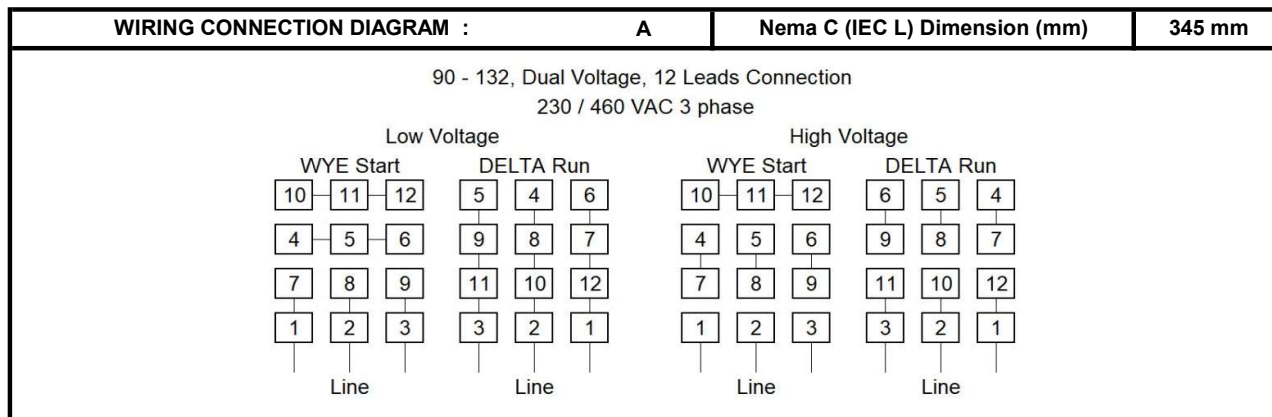 WIRING CONNECTION DIAGRAM : A Nema C (IEC L) Dimension (mm) 345 mm
90 - 132, Dual Voltage, 12 Leads Connection
230 / 460 VAC 3 phase
Low Voltage High Voltage
WYE Start DELTA Run WYE Start DELTA Run
10 11 12 5 4 6 10 11 12 6 5 4
4 5 6 9 8 7 4 5 6 9 8 7
7 8 9 11 10 12 7 8 9 11 10 12
1 2 3 3 2 1 1 2 3 3 2 1
Line Line Line Line